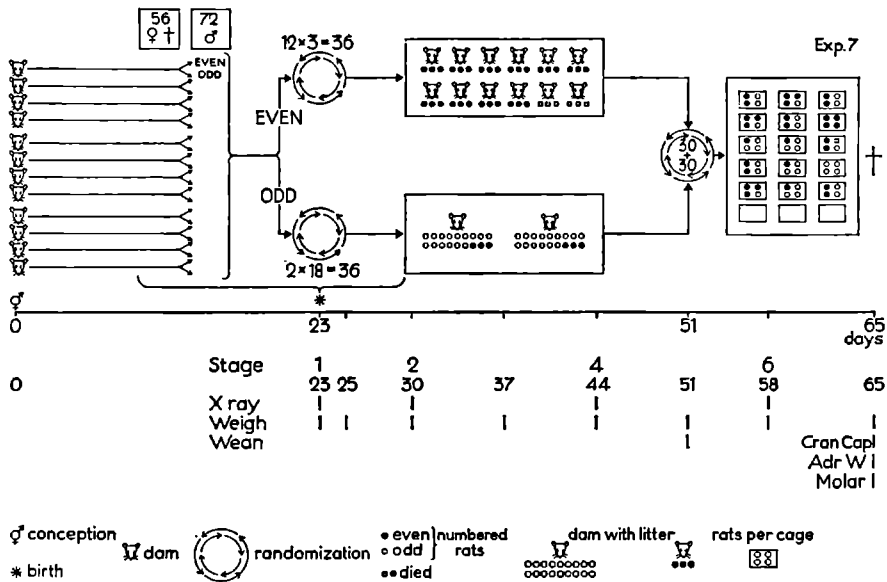 56 72
♀ † ♂
EVEN
ODD
12×3=36
EVEN
ODD
2×18=36
30
+
30
Exp.7
0 23 51 65
days
Stage 1 2 4 6
0 23 25 30 37 44 51 58 65
X ray
Weigh
Wean
Cran Cap
Adr W
Molar
♂ conception
* birth
dam
randomization
• even
○ odd
numbered
rats
died
dam with litter
rats per cage